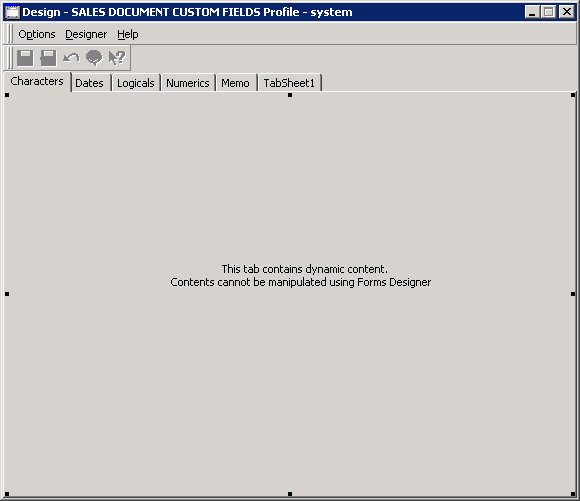 Design - SALES DOCUMENT CUSTOM FIELDS Profile - system
Options Designer Help
Characters Dates Logicals Numerics Memo TabSheet1
This tab contains dynamic content.
Contents cannot be manipulated using Forms Designer